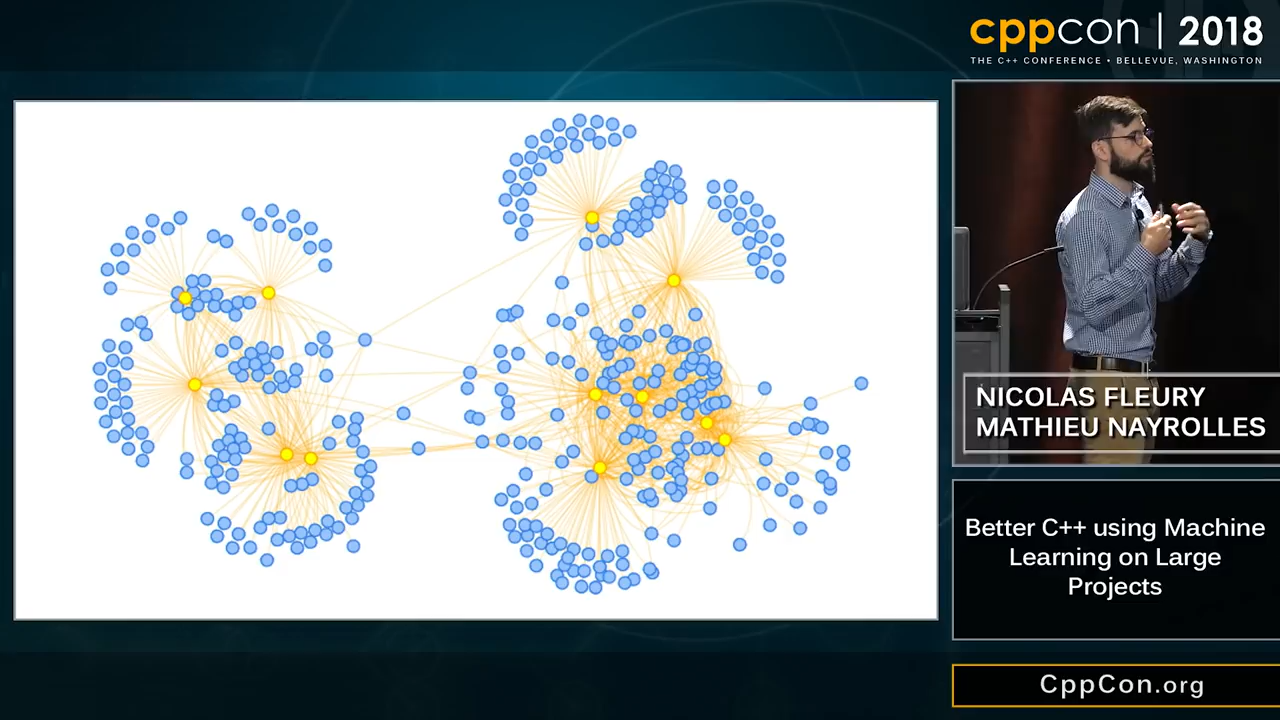 cppcon | 2018
THE C++ CONFERENCE • BELLEVUE, WASHINGTON
NICOLAS FLEURY
MATHIEU NAYROLLES
Better C++ using Machine
Learning on Large
Projects
CppCon.org